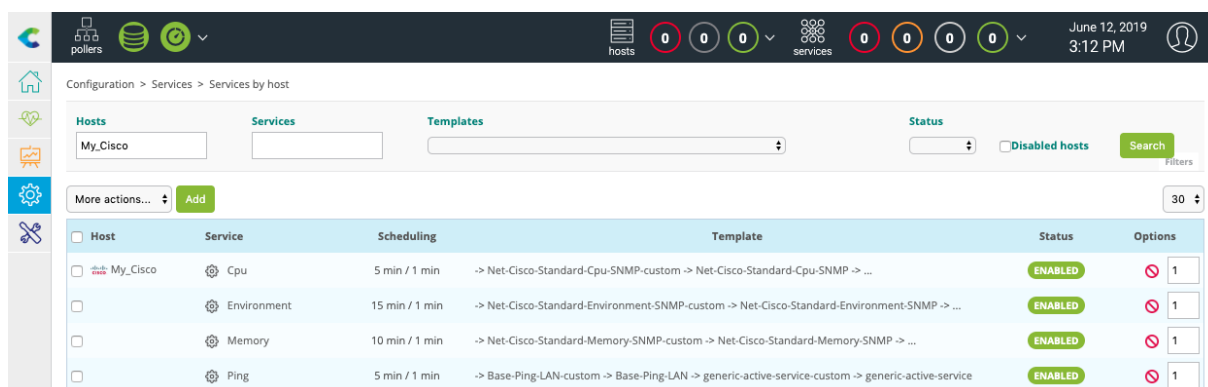 June 12, 2019
0 0 0 0 0 0 0
pollers hosts services 3:12 PM
Configuration > Services > Services by host
Hosts Services Templates Status
My_Cisco Disabled hosts Search
Filters
More actions... Add 30
Host Service Scheduling Template Status Options
My_Cisco Cpu 5 min / 1 min -> Net-Cisco-Standard-Cpu-SNMP-custom -> Net-Cisco-Standard-Cpu-SNMP -> ... ENABLED 1
Environment 15 min / 1 min -> Net-Cisco-Standard-Environment-SNMP-custom -> Net-Cisco-Standard-Environment-SNMP -> ... ENABLED 1
Memory 10 min / 1 min -> Net-Cisco-Standard-Memory-SNMP-custom -> Net-Cisco-Standard-Memory-SNMP -> ... ENABLED 1
Ping 5 min / 1 min -> Base-Ping-LAN-custom -> Base-Ping-LAN -> generic-active-service-custom -> generic-active-service ENABLED 1